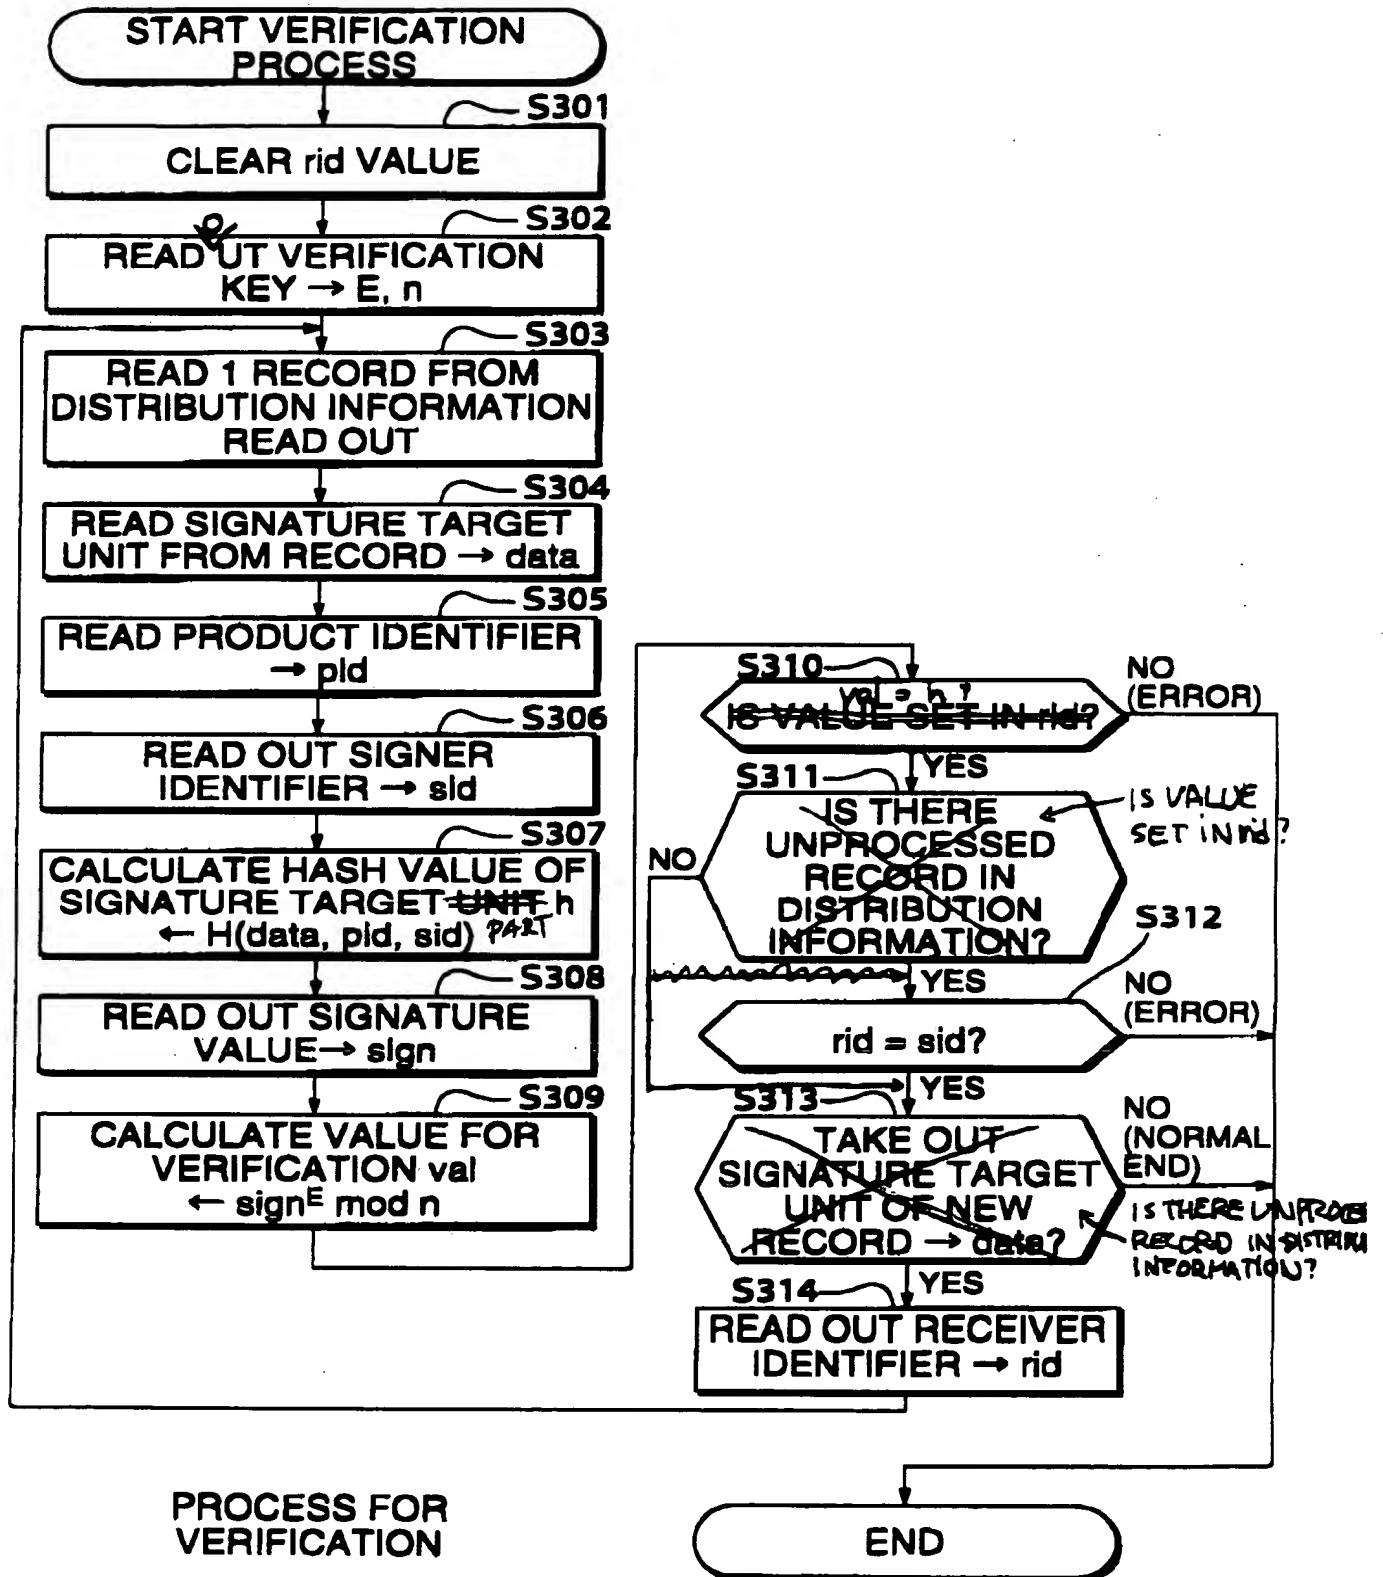 START VERIFICATION
PROCESS
S301
CLEAR rid VALUE
S302
READ UT VERIFICATION
KEY → E, n
S303
READ 1 RECORD FROM
DISTRIBUTION INFORMATION
READ OUT
S304
READ SIGNATURE TARGET
UNIT FROM RECORD → data
S305
READ PRODUCT IDENTIFIER
→ pid
S306
READ OUT SIGNER
IDENTIFIER → sid
S307
CALCULATE HASH VALUE OF
SIGNATURE TARGET UNIT h
← H(data, pid, sid) PART
S308
READ OUT SIGNATURE
VALUE → sign
S309
CALCULATE VALUE FOR
VERIFICATION val
← sign^E mod n
S310
val = h ?
IS VALUE SET IN rid?
NO
(ERROR)
YES
S311
IS THERE
UNPROCESSED
RECORD IN
DISTRIBUTION
INFORMATION?
IS VALUE
SET IN rid?
NO
YES
S312
rid = sid?
NO
(ERROR)
YES
S313
TAKE OUT
SIGNATURE TARGET
UNIT OF NEW
RECORD → data?
NO
(NORMAL
END)
IS THERE
RECORD IN
INFORMATION?
YES
S314
READ OUT RECEIVER
IDENTIFIER → rid
PROCESS FOR
VERIFICATION
END